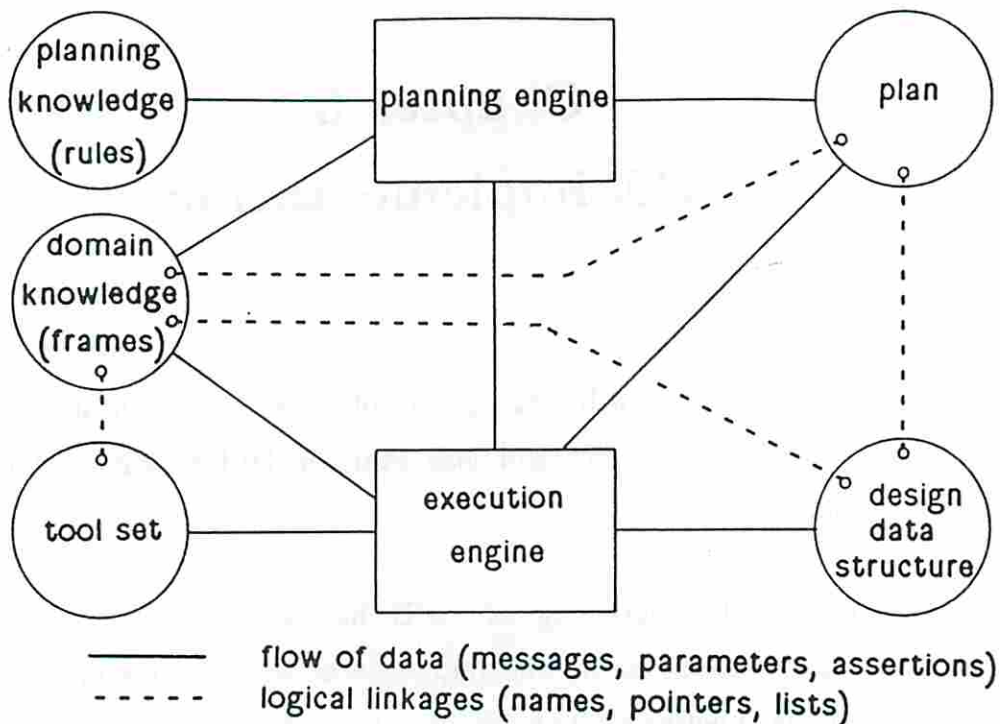 planning
knowledge
(rules)
planning engine
plan
domain
knowledge
(frames)
tool set
execution
engine
design
data
structure
flow of data (messages, parameters, assertions)
logical linkages (names, pointers, lists)